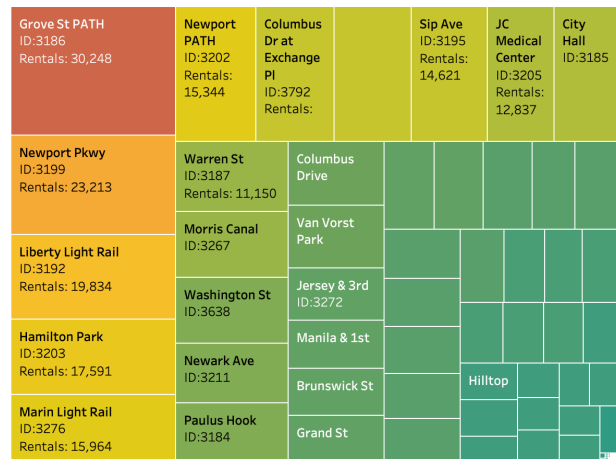 Grove St PATH
ID:3186
Rentals: 30,248
Newport Pkwy
ID:3199
Rentals: 23,213
Liberty Light Rail
ID:3192
Rentals: 19,834
Hamilton Park
ID:3203
Rentals: 17,591
Marin Light Rail
ID:3276
Rentals: 15,964
Newport
PATH
ID:3202
Rentals:
15,344
Columbus
Dr at
Exchange
Pl
ID:3792
Rentals:
Sip Ave
ID:3195
Rentals:
14,621
JC
Medical
Center
ID:3205
Rentals:
12,837
City
Hall
ID:3185
Warren St
ID:3187
Rentals: 11,150
Morris Canal
ID:3267
Washington St
ID:3638
Newark Ave
ID:3211
Paulus Hook
ID:3184
Columbus
Drive
Van Vorst
Park
Jersey & 3rd
ID:3272
Manila & 1st
Brunswick St
Grand St
Hilltop